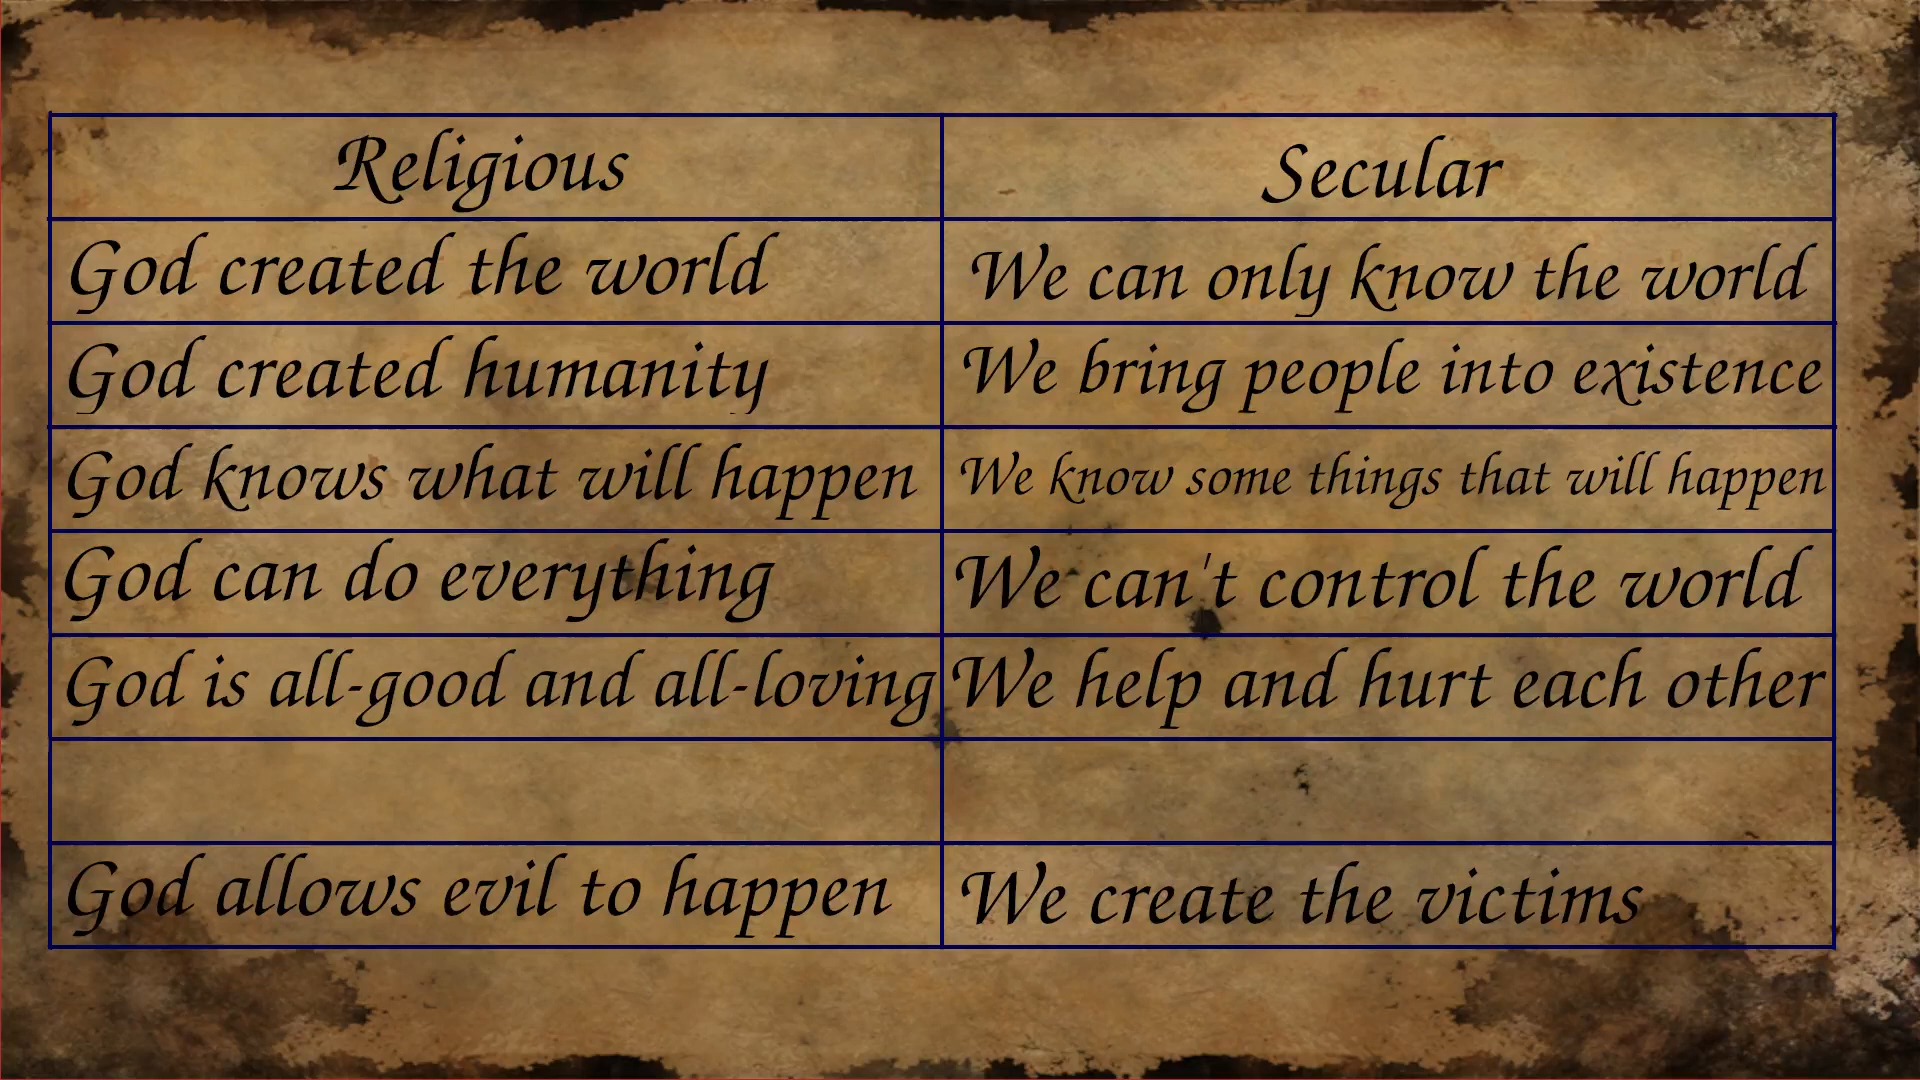 Religious
Secular
God created the world
We can only know the world
God created humanity
We bring people into existence
God knows what will happen
We know some things that will happen
God can do everything
We can't control the world
God is all-good and all-loving
We help and hurt each other
God allows evil to happen
We create the victims